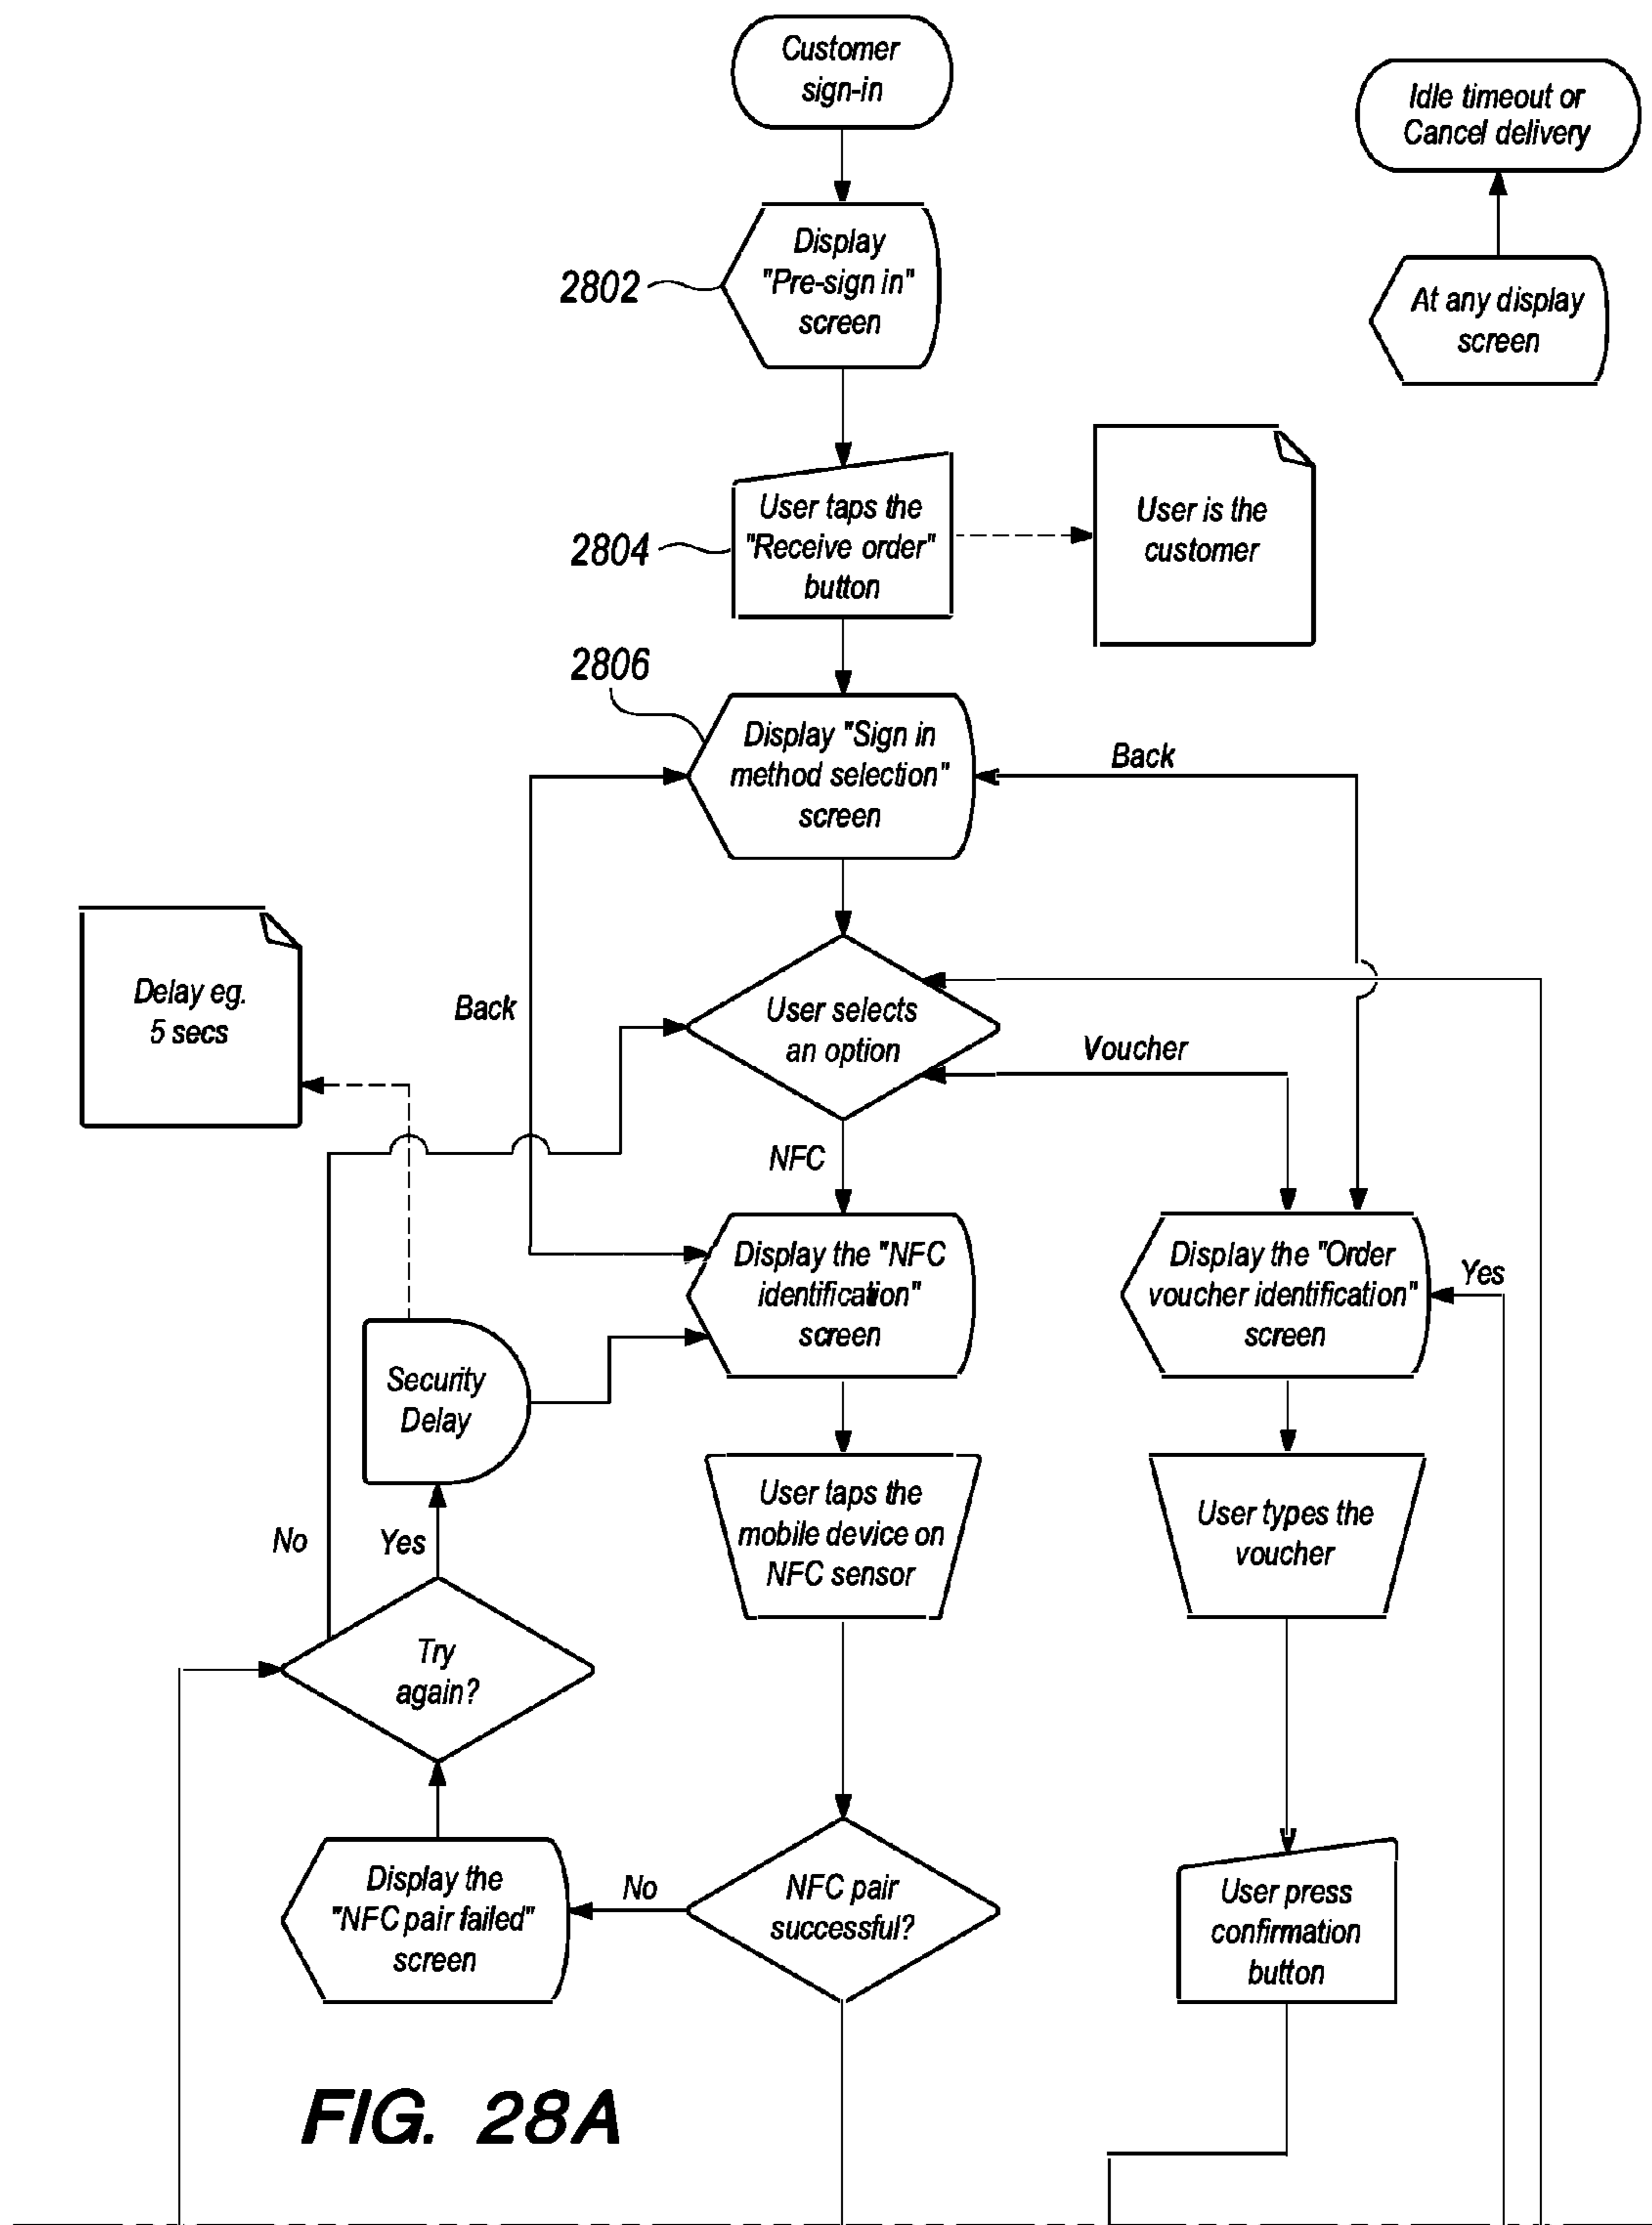 Customer
sign-in
Idle timeout or
Cancel delivery
Display
"Pre-sign in"
screen
2802
At any display
screen
User taps the
"Receive order"
button
2804
User is the
customer
2806
Display "Sign in
method selection"
screen
Back
Delay eg.
5 secs
Back
User selects
an option
Voucher
NFC
Display the "NFC
identification"
screen
Display the "Order
voucher identification"
screen
Yes
Security
Delay
User taps the
mobile device on
NFC sensor
User types the
voucher
No
Yes
Try
again?
Display the
"NFC pair failed"
screen
No
NFC pair
successful?
User press
confirmation
button
FIG. 28A